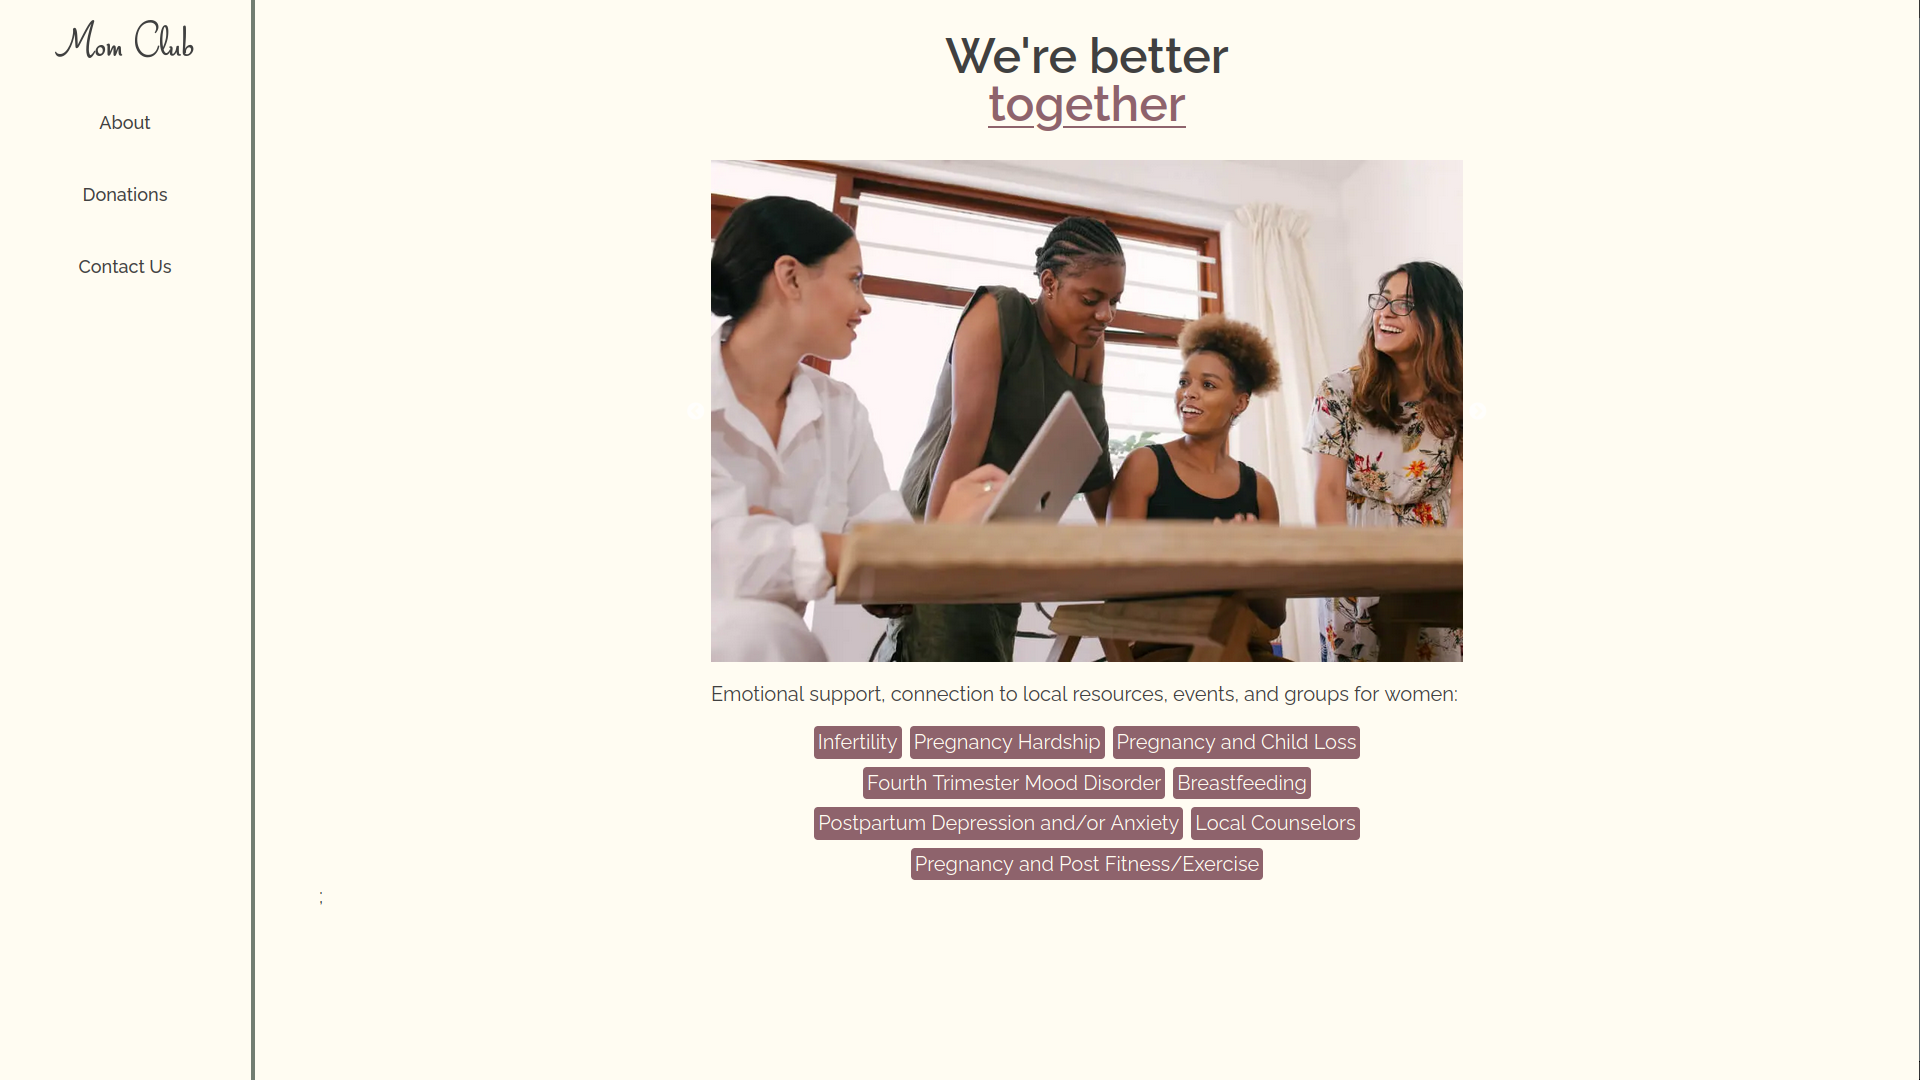 Mom Club
About
Donations
Contact Us
We're better
together
Emotional support, connection to local resources, events, and groups for women:
Infertility Pregnancy Hardship Pregnancy and Child Loss
Fourth Trimester Mood Disorder Breastfeeding
Postpartum Depression and/or Anxiety Local Counselors
Pregnancy and Post Fitness/Exercise
;